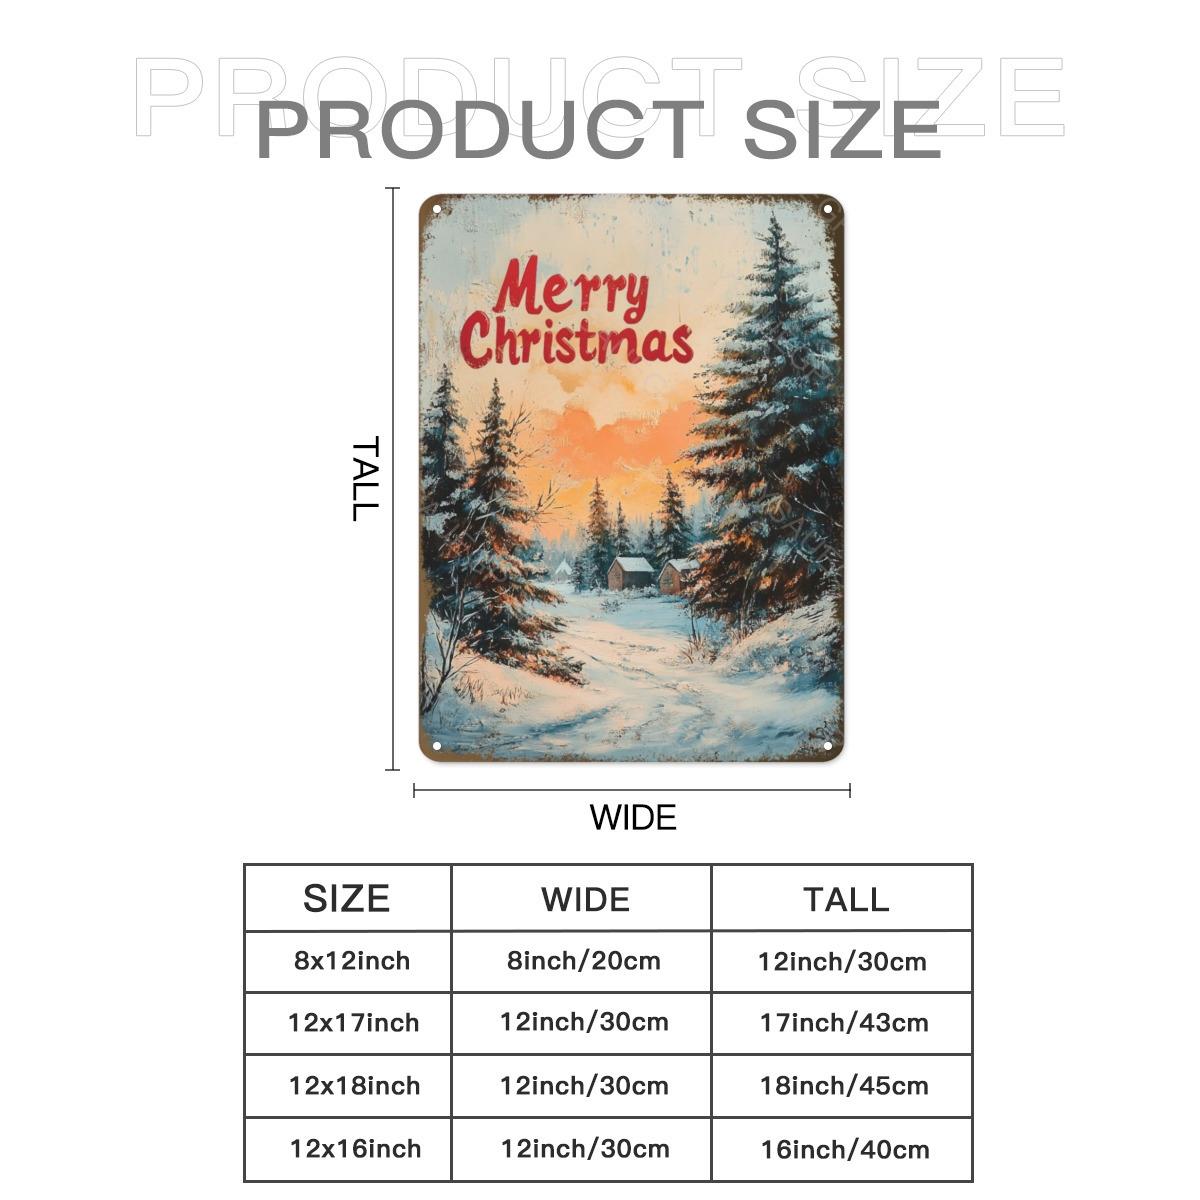 PRODUCT SIZE
PRODUCT SIZE
Merry
Christmas
TALL
WIDE
SIZE WIDE TALL
8x12inch 8inch/20cm 12inch/30cm
12x17inch 12inch/30cm 17inch/43cm
12x18inch 12inch/30cm 18inch/45cm
12x16inch 12inch/30cm 16inch/40cm